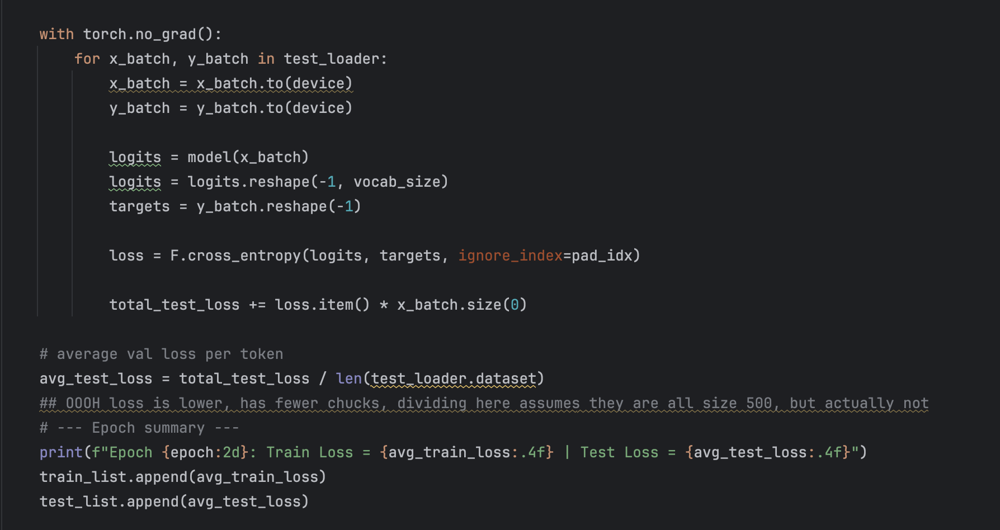 with torch.no_grad():
for x_batch, y_batch in test_loader:
x_batch = x_batch.to(device)
y_batch = y_batch.to(device)
logits = model(x_batch)
logits = logits.reshape(-1, vocab_size)
targets = y_batch.reshape(-1)
loss = F.cross_entropy(logits, targets, ignore_index=pad_idx)
total_test_loss += loss.item() * x_batch.size(0)
# average val loss per token
avg_test_loss = total_test_loss / len(test_loader.dataset)
## OOOH loss is lower, has fewer chucks, dividing here assumes they are all size 500, but actually not
# --- Epoch summary ---
print(f"Epoch {epoch:2d}: Train Loss = {avg_train_loss:.4f} | Test Loss = {avg_test_loss:.4f}")
train_list.append(avg_train_loss)
test_list.append(avg_test_loss)